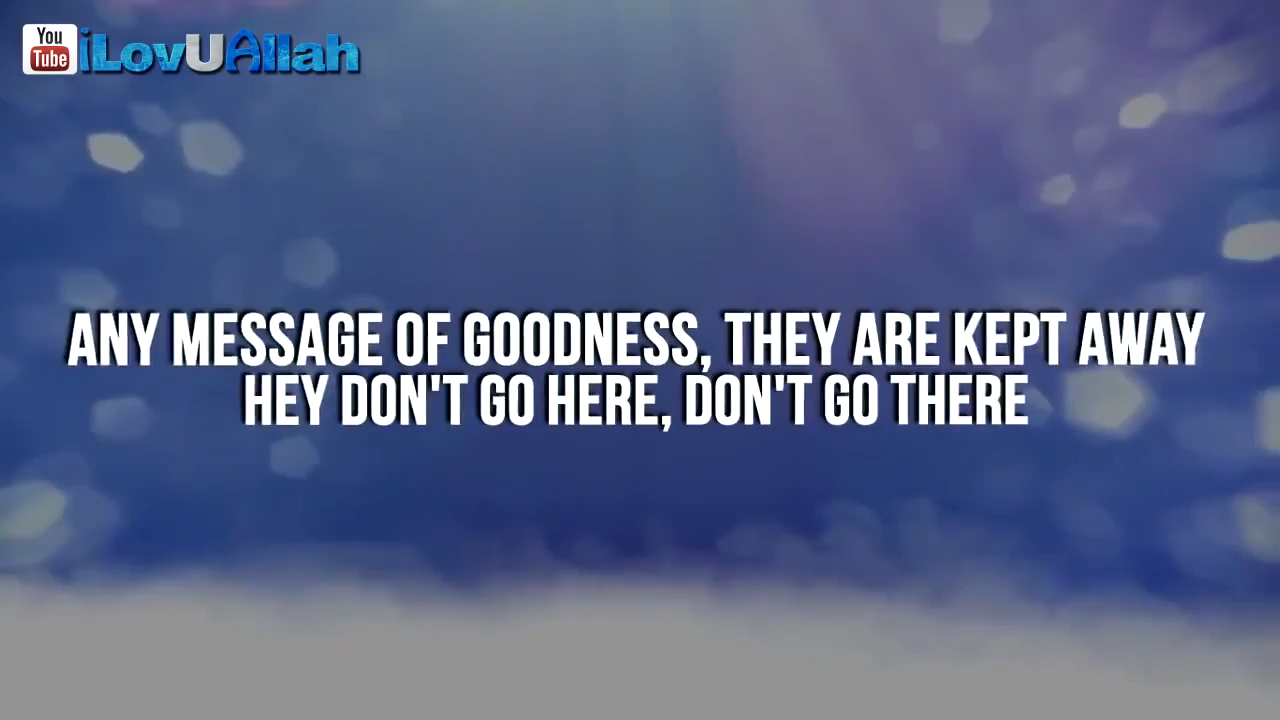 You Tube iLovUAllah
ANY MESSAGE OF GOODNESS, THEY ARE KEPT AWAY
HEY DON'T GO HERE, DON'T GO THERE